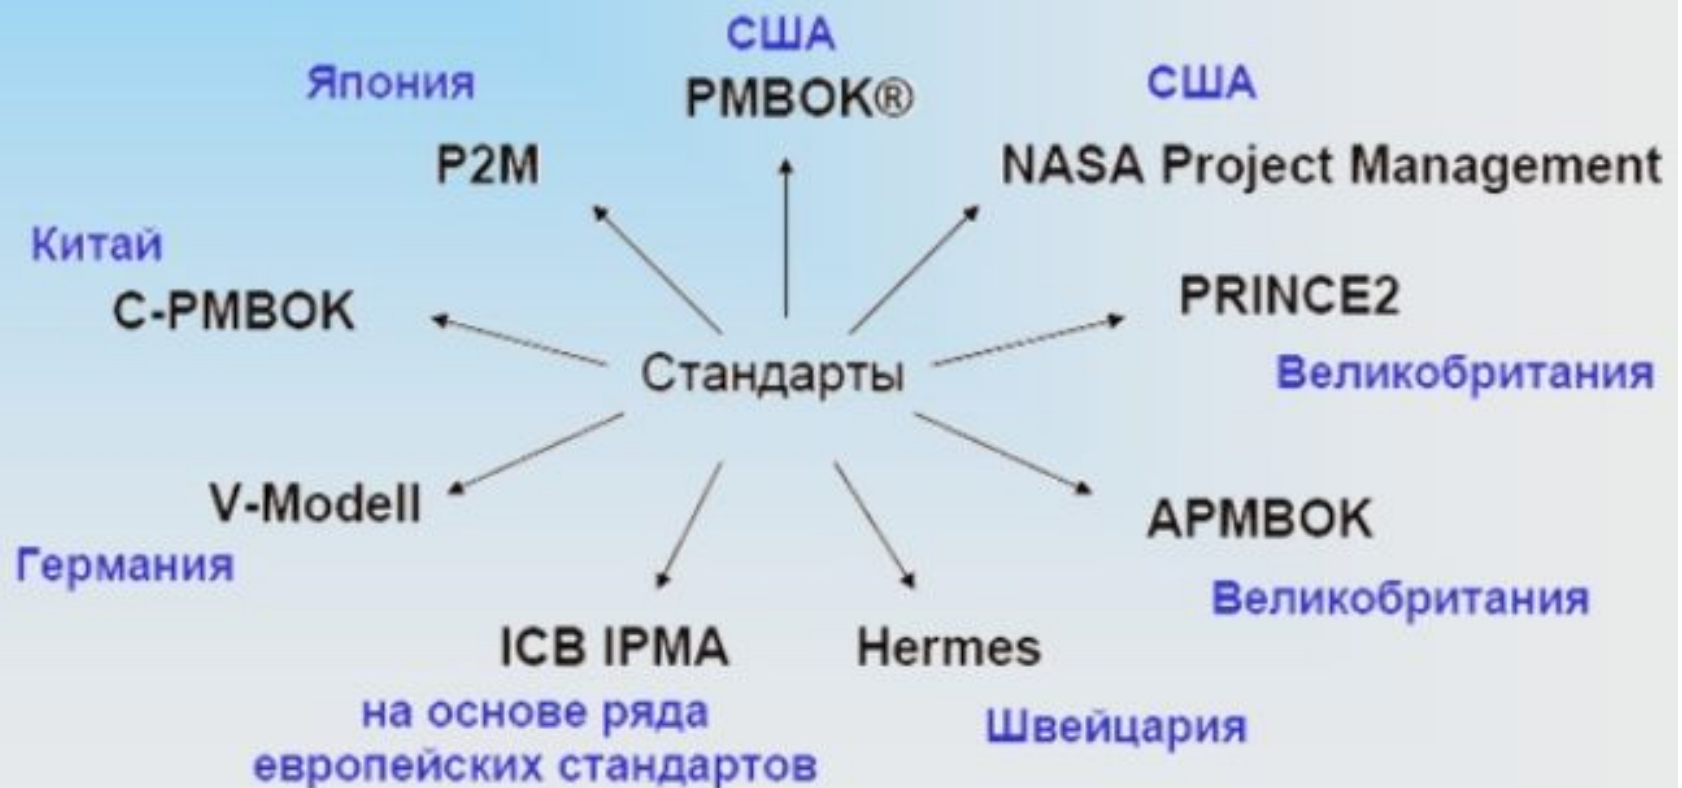 США
PMBOK®
Япония
P2M
США
NASA Project Management
Китай
C-PMBOK
PRINCE2
Великобритания
Стандарты
V-Modell
Германия
APMBOK
Великобритания
ICB IPMA
на основе ряда
европейских стандартов
Hermes
Швейцария